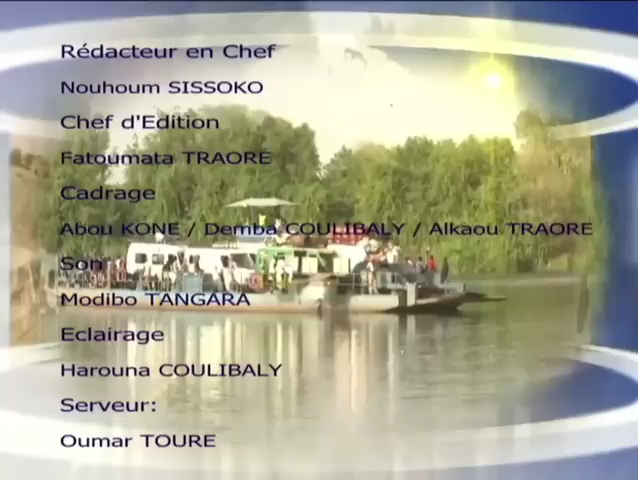 Rédacteur en Chef
Nouhoum SISSOKO
Chef d'Edition
Fatoumata TRAORE
Cadrage
Abou KONE / Demba COULIBALY / Alkaou TRAORE
Son
Modibo TANGARA
Eclairage
Harouna COULIBALY
Serveur:
Oumar TOURE